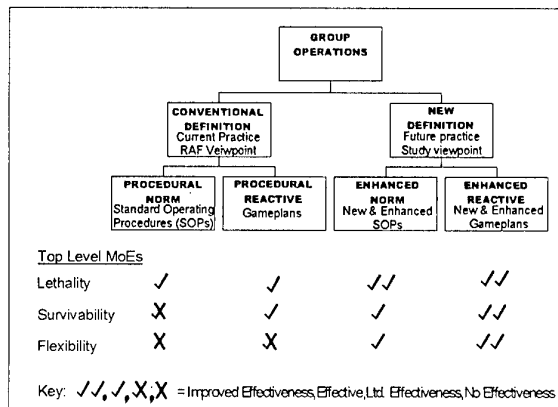 GROUP
OPERATIONS
CONVENTIONAL
DEFINITION
Current Practice
RAF Veiwpoint
NEW
DEFINITION
Future practice
Study viewpoint
PROCEDURAL
NORM
Standard Operating
Procedures (SOPs)
PROCEDURAL
REACTIVE
Gameplans
ENHANCED
NORM
New & Enhanced
SOPs
ENHANCED
REACTIVE
New & Enhanced
Gameplans
Top Level MoEs
Lethality ✓ ✓ ✓✓ ✓✓
Survivability X ✓ ✓ ✓✓
Flexibility X X ✓ ✓✓
Key: ✓✓, ✓, X, X = Improved Effectiveness, Effective, Ltd. Effectiveness, No Effectiveness